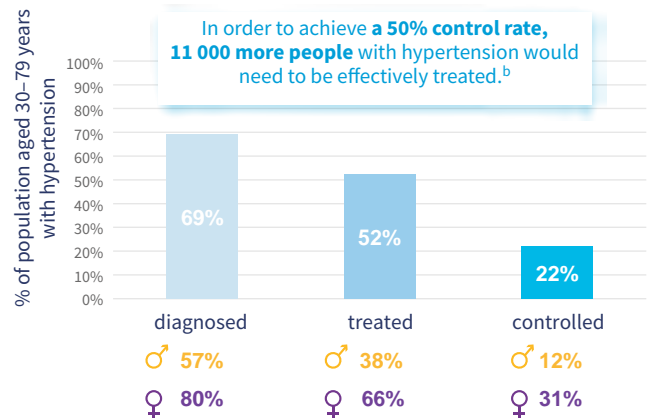 In order to achieve a 50% control rate,
11 000 more people with hypertension would
need to be effectively treated.ᵇ
% of population aged 30–79 years
with hypertension
100%
90%
80%
70%
60%
50%
40%
30%
20%
10%
0%
69%
52%
22%
diagnosed treated controlled
♂ 57% ♂ 38% ♂ 12%
♀ 80% ♀ 66% ♀ 31%